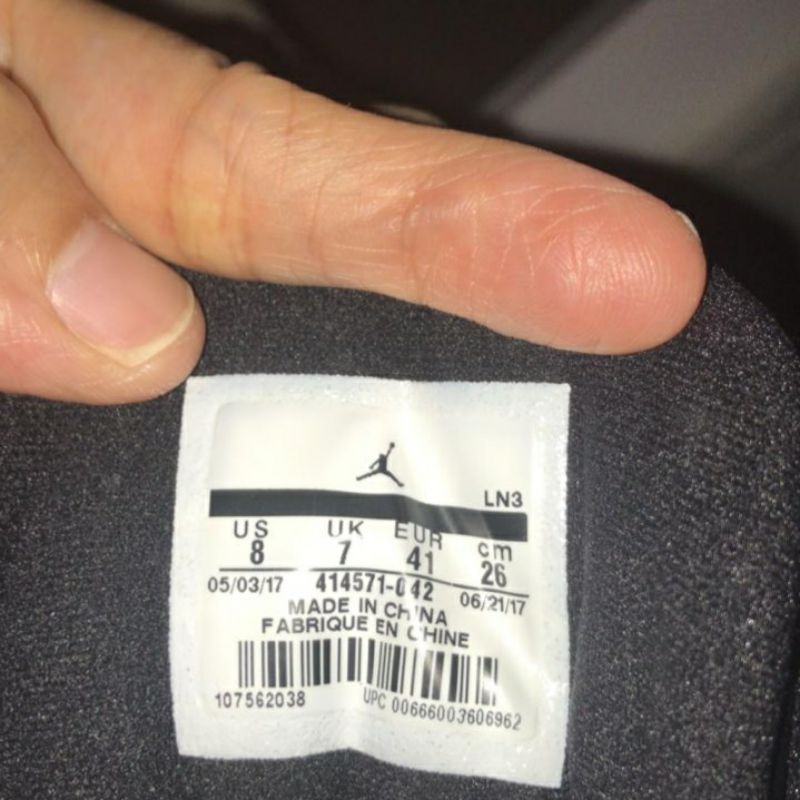 LN3
US UK EUR cm
8 7 41 26
05/03/17 414571-042 06/21/17
MADE IN CHINA
FABRIQUE EN CHINE
107562038 UPC 00666003606962